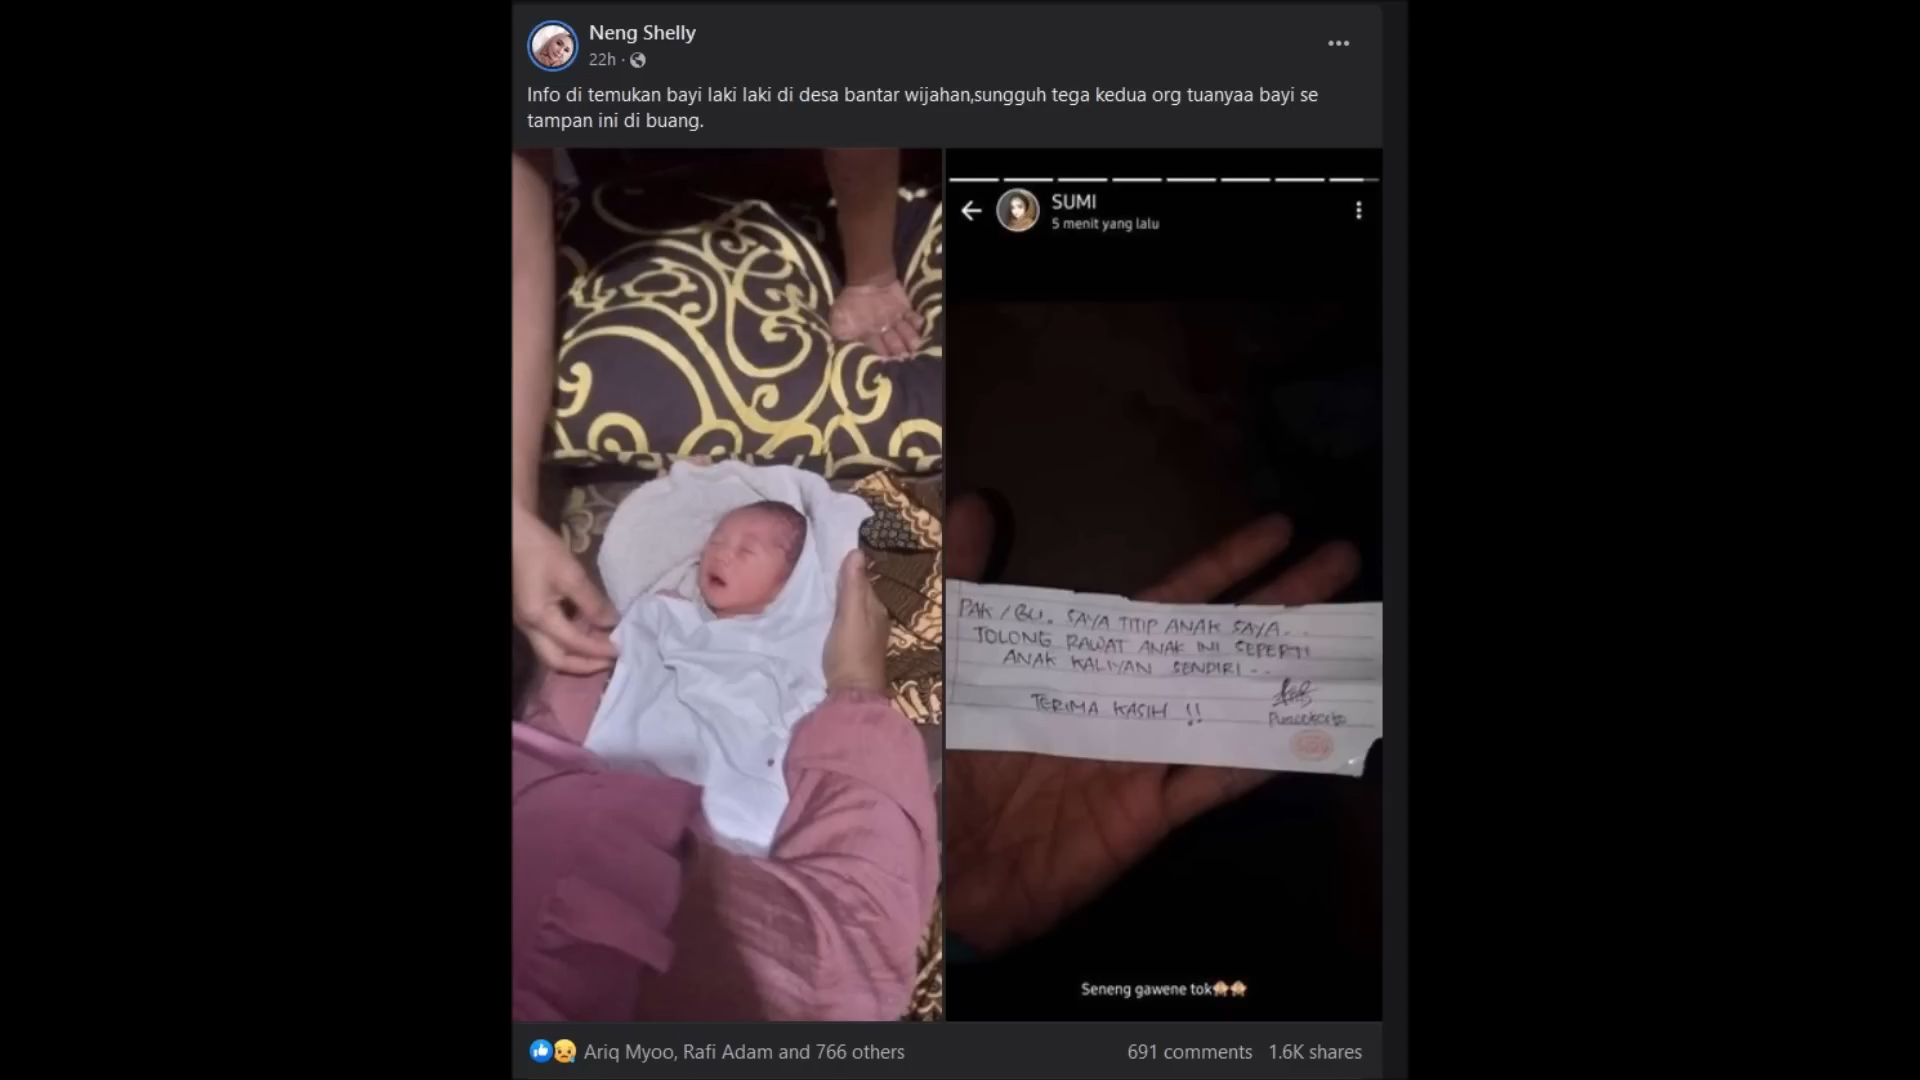 Neng Shelly
22h ·
Info di temukan bayi laki laki di desa bantar wijahan,sungguh tega kedua org tuanyaa bayi se
tampan ini di buang.
SUMI
5 menit yang lalu
PAK / BU. SAYA TITIP ANAK SAYA..
TOLONG RAWAT ANAK INI SEPERTI
ANAK KALIYAN SENDIRI --
TERIMA KASIH !!
Seneng gawene tok
Ariq Myoo, Rafi Adam and 766 others
691 comments 1.6K shares